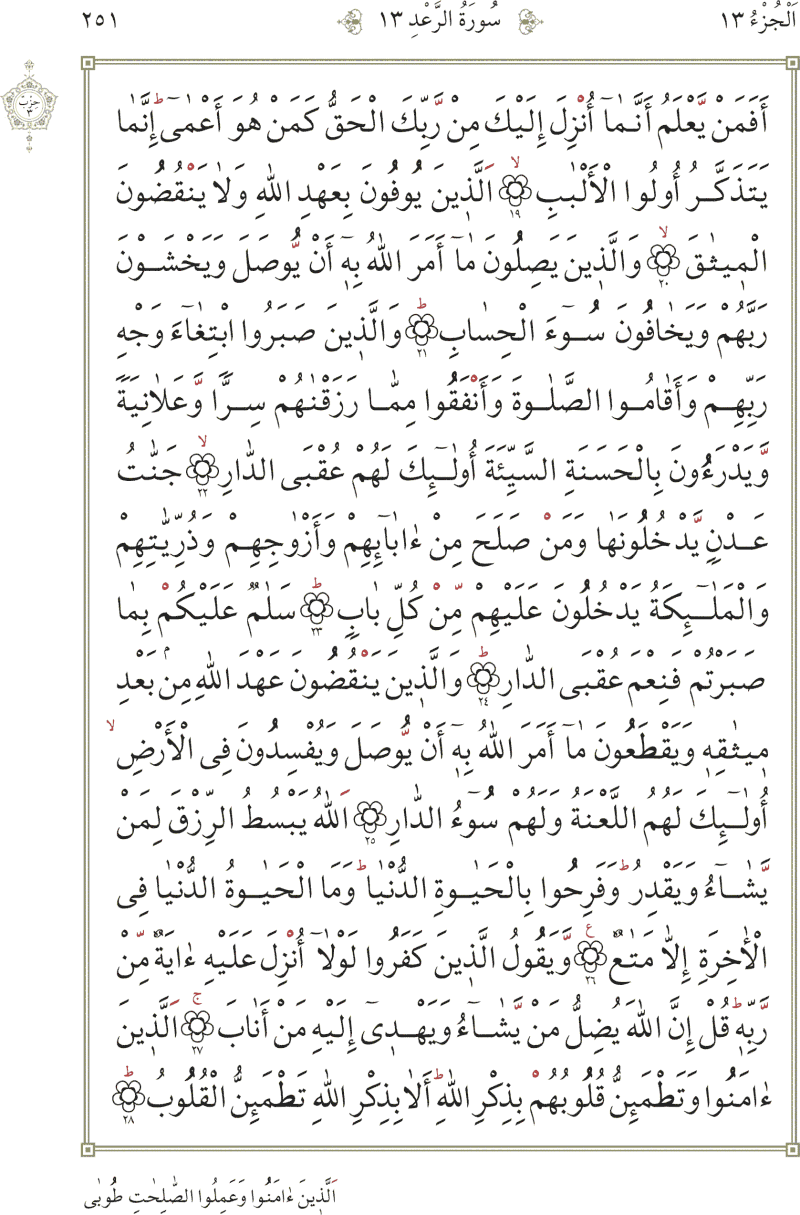 اَلْجُزْءُ ١٣ سُورَةُ الرَّعْدِ ١٣ ٢٥١
حِزْب ٢
أَفَمَنْ يَّعْلَمُ أَنَّمَآ أُنْزِلَ إِلَيْكَ مِنْ رَّبِّكَ الْحَقُّ كَمَنْ هُوَ أَعْمٰىٓ ۭ إِنَّمَا
يَتَذَكَّرُ أُولُوا الْأَلْبٰبِ ۙ ١٩ اَلَّذِينَ يُوفُونَ بِعَهْدِ اللّٰهِ وَلَا يَنْقُضُونَ
الْمِيثٰقَ ۙ ٢٠ وَالَّذِينَ يَصِلُونَ مَآ أَمَرَ اللّٰهُ بِهِٓ أَنْ يُّوصَلَ وَيَخْشَوْنَ
رَبَّهُمْ وَيَخَافُونَ سُوٓءَ الْحِسَابِ ۭ ٢١ وَالَّذِينَ صَبَرُوا ابْتِغَآءَ وَجْهِ
رَبِّهِمْ وَأَقَامُوا الصَّلٰوةَ وَأَنْفَقُوا مِمَّا رَزَقْنٰهُمْ سِرًّا وَّعَلَانِيَةً
وَّيَدْرَءُونَ بِالْحَسَنَةِ السَّيِّئَةَ أُولٰٓئِكَ لَهُمْ عُقْبَى الدَّارِ ۙ ٢٢ جَنّٰتُ
عَدْنٍ يَّدْخُلُونَهَا وَمَنْ صَلَحَ مِنْ ءَابَآئِهِمْ وَأَزْوٰجِهِمْ وَذُرِّيّٰتِهِمْ
وَالْمَلٰٓئِكَةُ يَدْخُلُونَ عَلَيْهِمْ مِّنْ كُلِّ بَابٍ ۭ ٢٣ سَلٰمٌ عَلَيْكُمْ بِمَا
صَبَرْتُمْ فَنِعْمَ عُقْبَى الدَّارِ ۭ ٢٤ وَالَّذِينَ يَنْقُضُونَ عَهْدَ اللّٰهِ مِنۢ بَعْدِ
مِيثٰقِهٖ وَيَقْطَعُونَ مَآ أَمَرَ اللّٰهُ بِهِٓ أَنْ يُّوصَلَ وَيُفْسِدُونَ فِى الْأَرْضِ ۙ
أُولٰٓئِكَ لَهُمُ اللَّعْنَةُ وَلَهُمْ سُوٓءُ الدَّارِ ٢٥ اَللّٰهُ يَبْسُطُ الرِّزْقَ لِمَنْ
يَّشَآءُ وَيَقْدِرُ ۭ وَفَرِحُوا بِالْحَيٰوةِ الدُّنْيَا ۭ وَمَا الْحَيٰوةُ الدُّنْيَا فِى
الْأٰخِرَةِ إِلَّا مَتٰعٌ ۧ ٢٦ وَّيَقُولُ الَّذِينَ كَفَرُوا لَوْلَآ أُنْزِلَ عَلَيْهِ ءَايَةٌ مِّنْ
رَّبِّهٖ ۭ قُلْ إِنَّ اللّٰهَ يُضِلُّ مَنْ يَّشَآءُ وَيَهْدِىٓ إِلَيْهِ مَنْ أَنَابَ ۚ ٢٧ اَلَّذِينَ
ءَامَنُوا وَتَطْمَئِنُّ قُلُوبُهُمْ بِذِكْرِ اللّٰهِ ۭ أَلَا بِذِكْرِ اللّٰهِ تَطْمَئِنُّ الْقُلُوبُ ۭ ٢٨
اَلَّذِينَ ءَامَنُوا وَعَمِلُوا الصّٰلِحٰتِ طُوبٰى